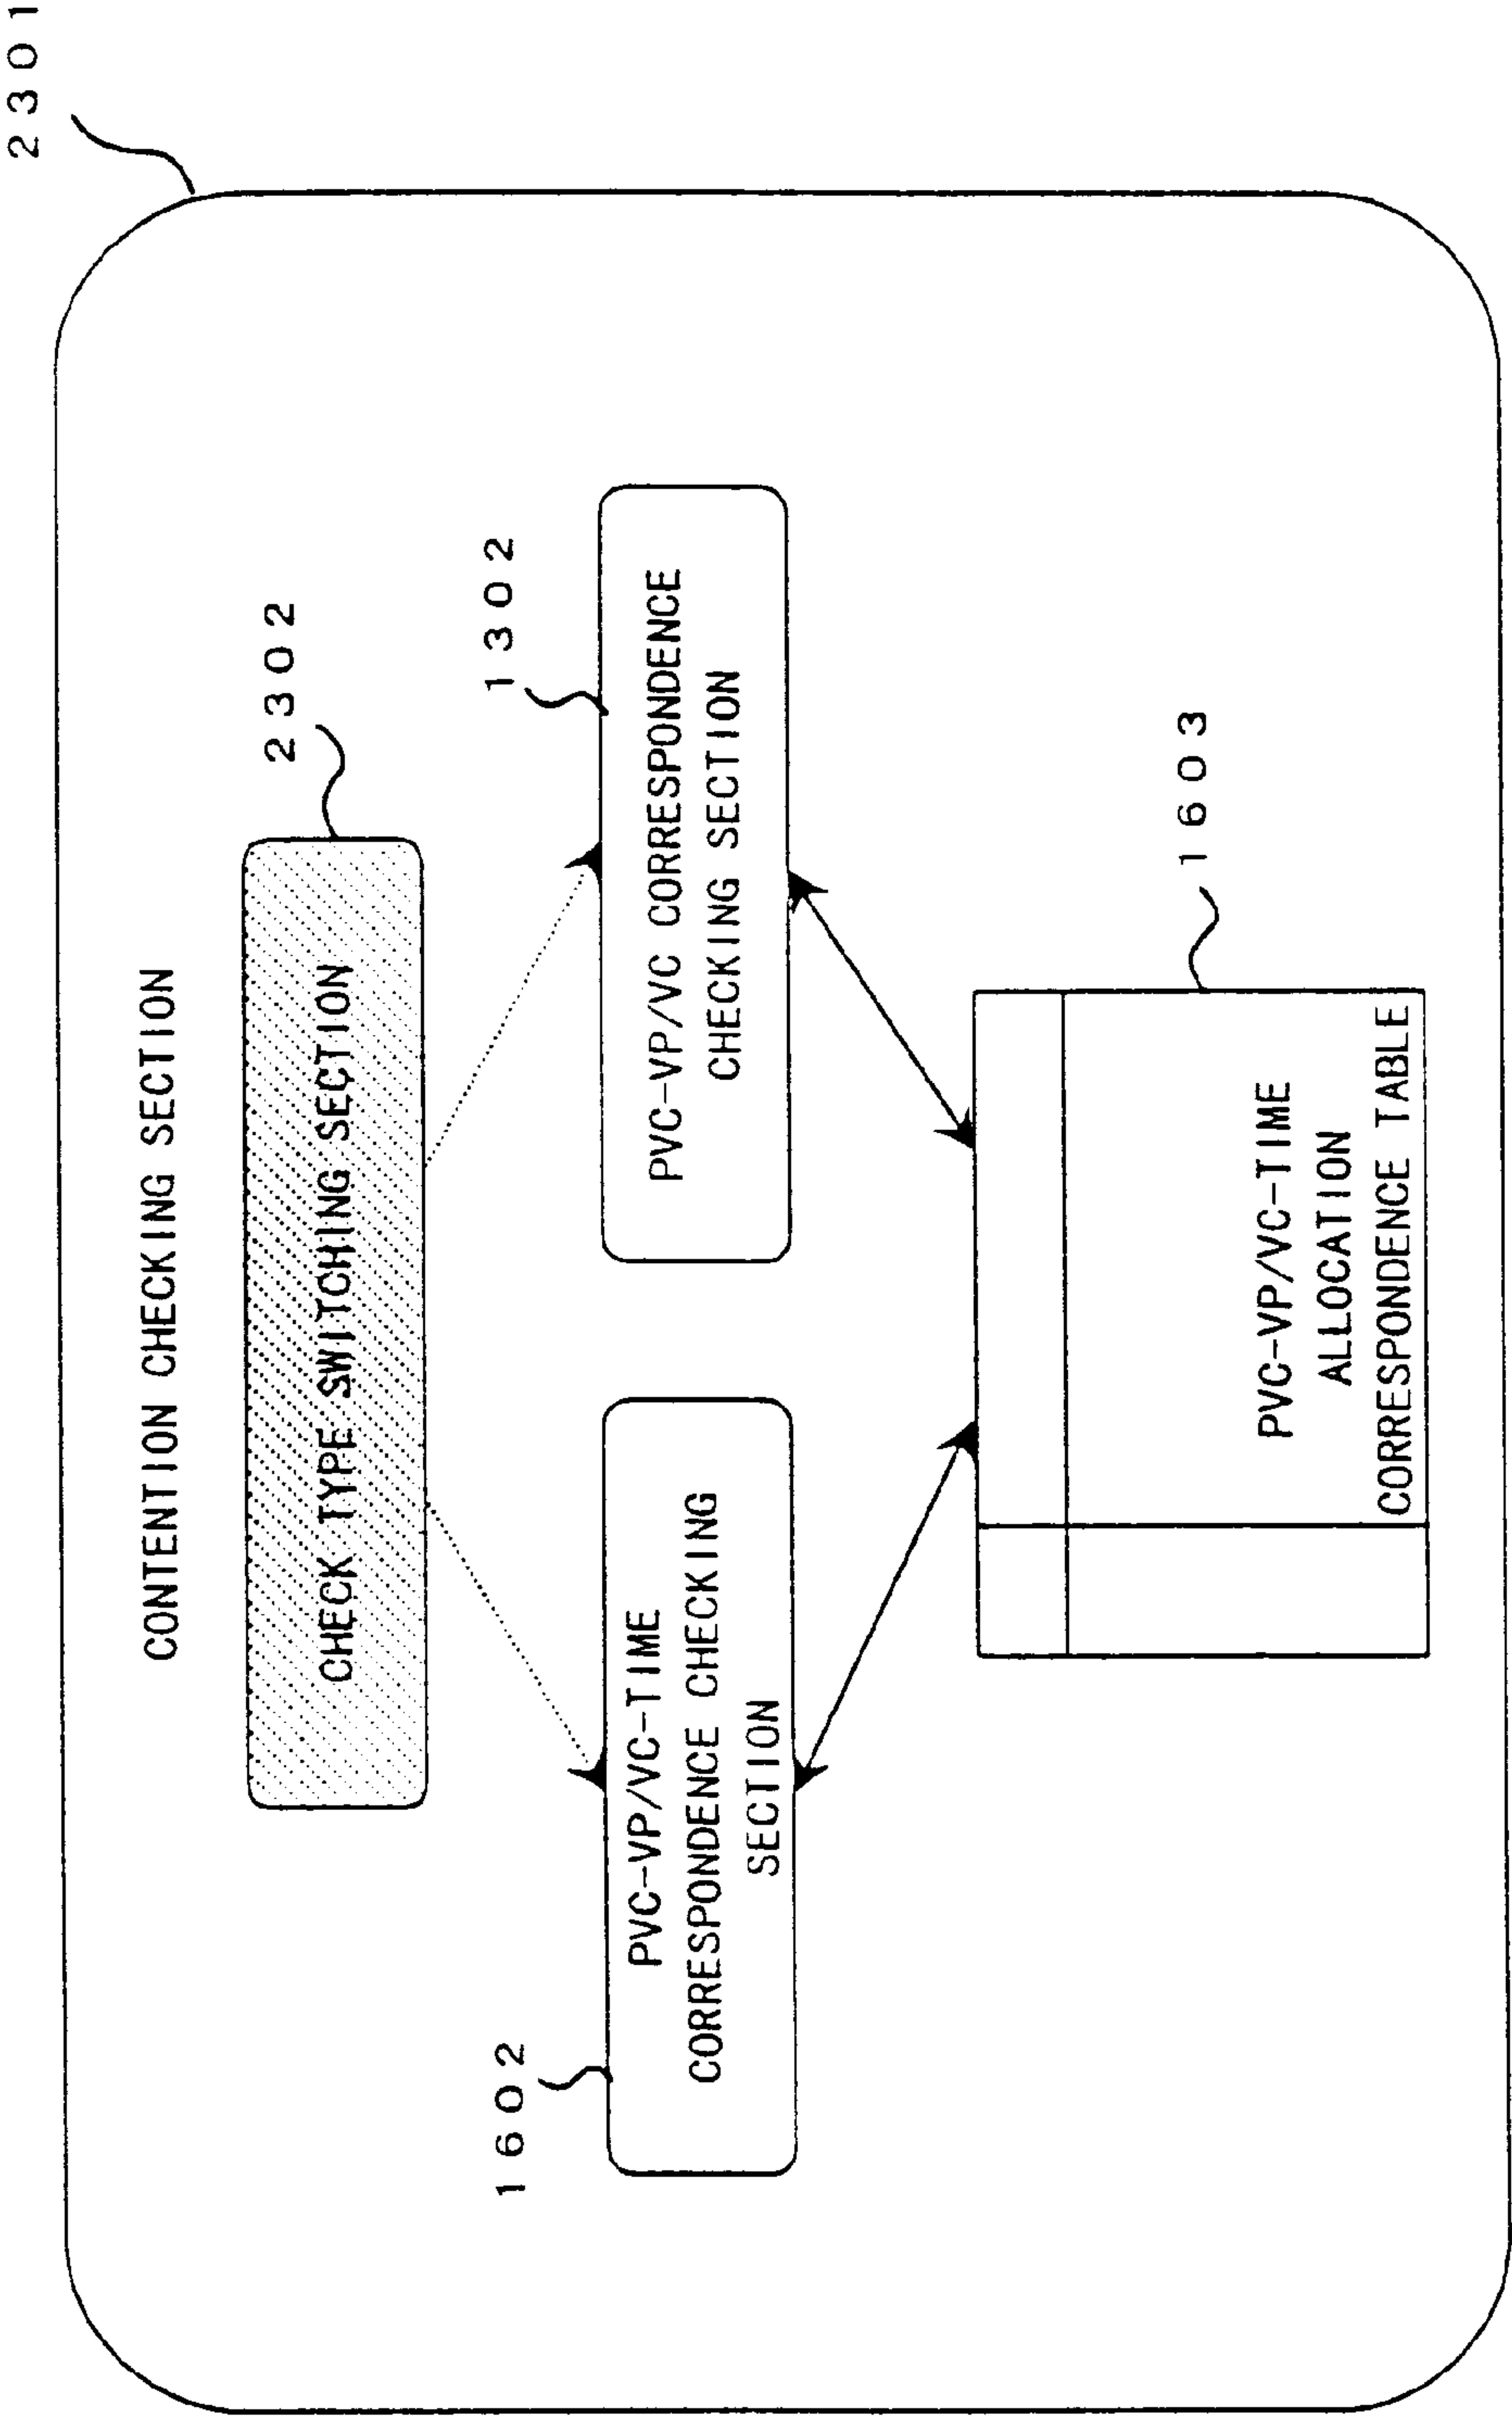 2301
CONTENTION CHECKING SECTION
2302
CHECK TYPE SWITCHING SECTION
1602
PVC-VP/VC-TIME
CORRESPONDENCE CHECKING
SECTION
1302
PVC-VP/VC CORRESPONDENCE
CHECKING SECTION
1603
PVC-VP/VC-TIME
ALLOCATION
CORRESPONDENCE TABLE